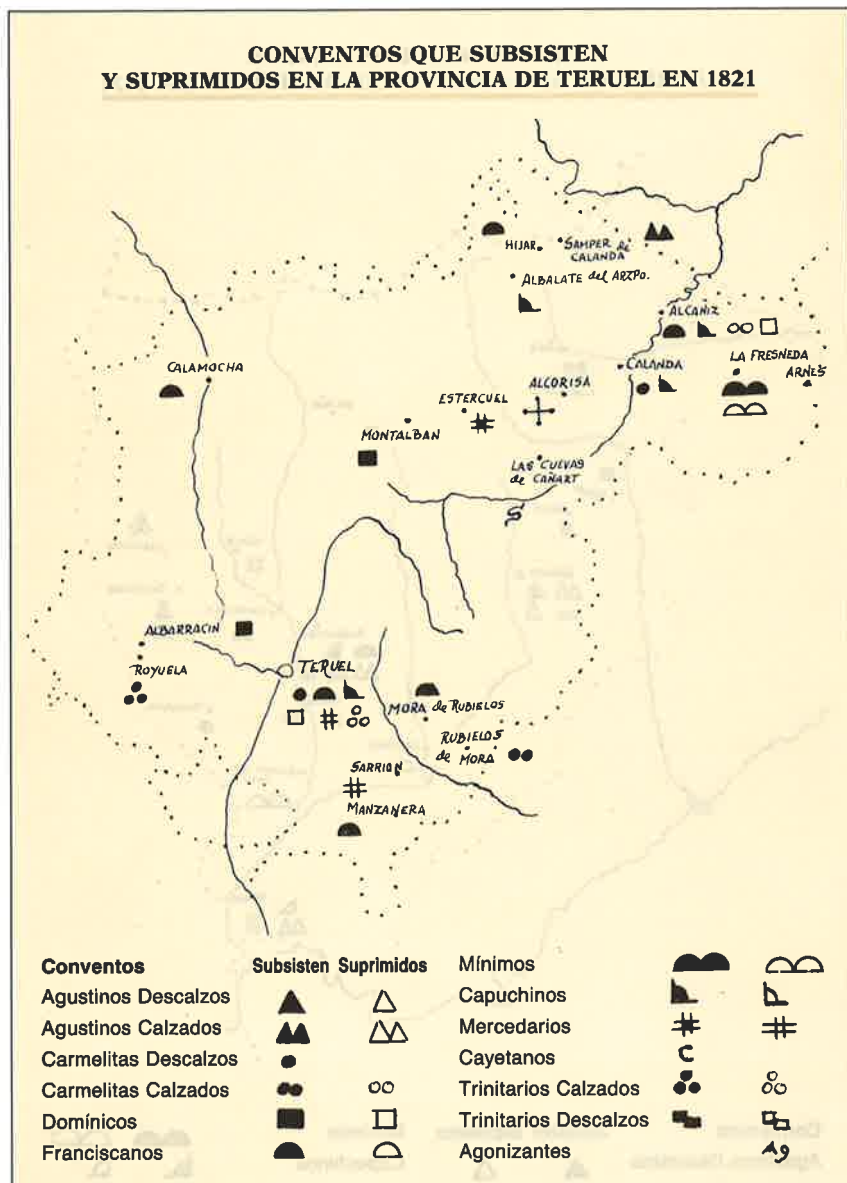 CONVENTOS QUE SUBSISTEN
Y SUPRIMIDOS EN LA PROVINCIA DE TERUEL EN 1821
HIJAR
SAMPER de
CALANDA
ALBALATE del ARZPO.
ALCAÑIZ
CALAMOCHA
CALANDA
LA FRESNEDA
ARNES
ESTERCUEL
ALCORISA
MONTALBAN
LAS CUEVAS
de CAÑART
ALBARRACIN
ROYUELA
TERUEL
MORA de RUBIELOS
RUBIELOS
de MORA
SARRION
MANZANERA
Conventos Subsisten Suprimidos
Agustinos Descalzos
Agustinos Calzados
Carmelitas Descalzos
Carmelitas Calzados
Domínicos
Franciscanos
Mínimos
Capuchinos
Mercedarios
Cayetanos
Trinitarios Calzados
Trinitarios Descalzos
Agonizantes